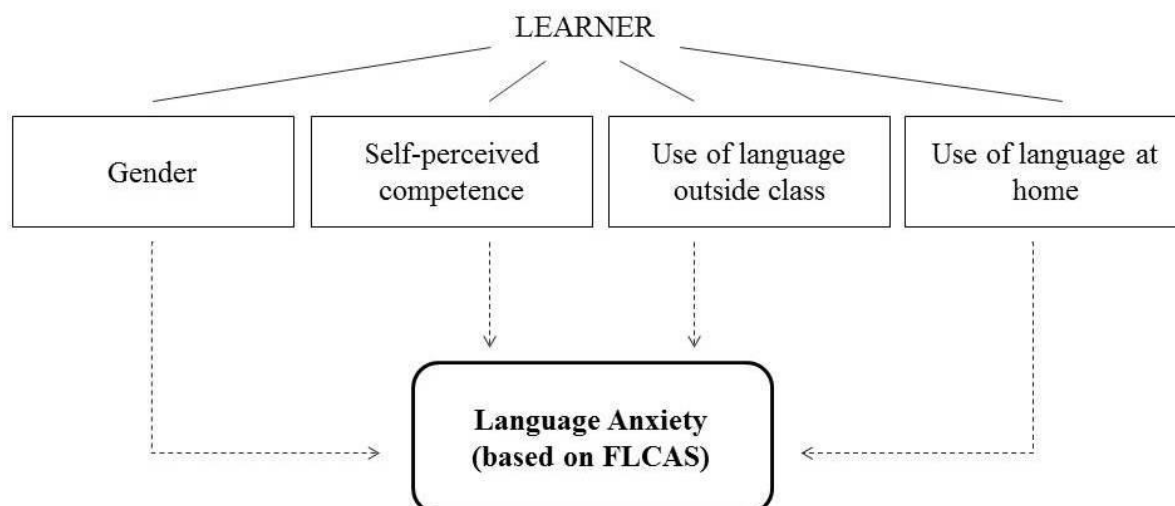 LEARNER
Gender
Self-perceived
competence
Use of language
outside class
Use of language at
home
Language Anxiety
(based on FLCAS)